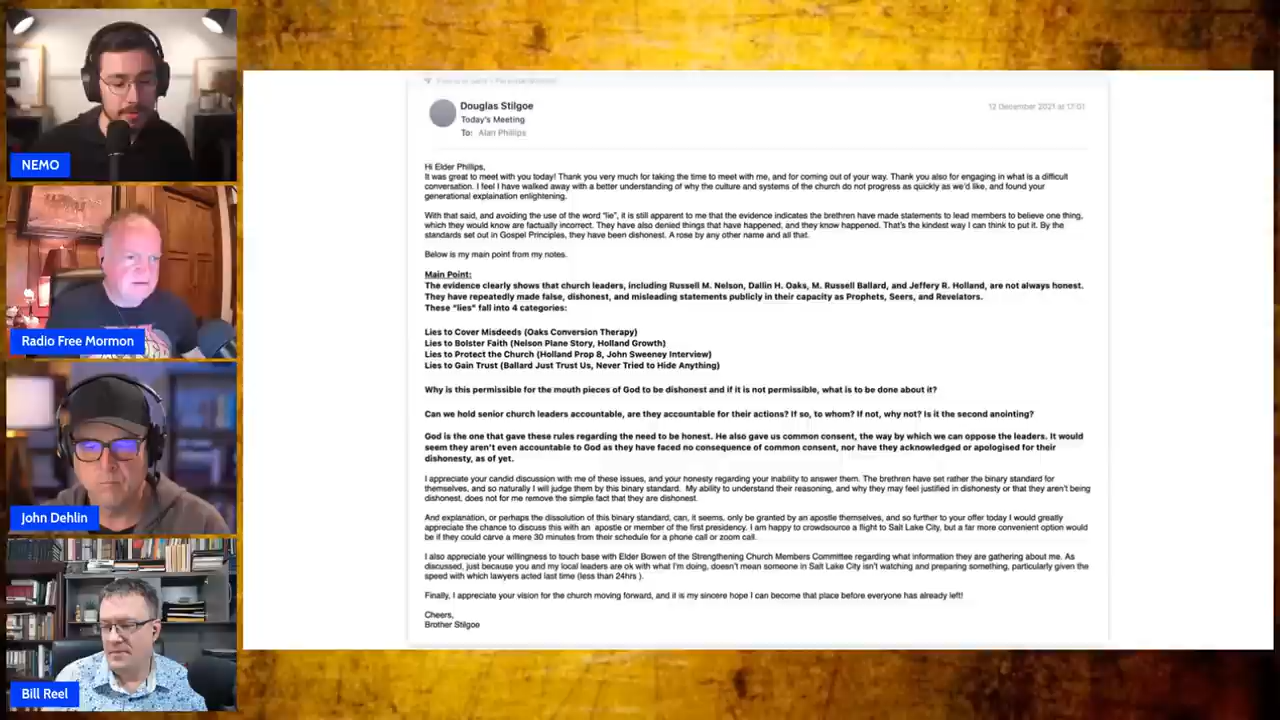 NEMO
Radio Free Mormon
John Dehlin
Bill Reel
Douglas Stilgoe
12 December 2021 at 17:01
Today's Meeting
To: Alan Phillips
Hi Elder Phillips,
It was great to meet with you today! Thank you very much for taking the time to meet with me, and for coming out of your way. Thank you also for engaging in what is a difficult
conversation. I feel I have walked away with a better understanding of why the culture and systems of the church do not progress as quickly as we'd like, and found your
generational explaination enlightening.
With that said, and avoiding the use of the word "lie", it is still apparent to me that the evidence indicates the brethren have made statements to lead members to believe one thing,
which they would know are factually incorrect. They have also denied things that have happened, and they know happened. That's the kindest way I can think to put it. By the
standards set out in Gospel Principles, they have been dishonest. A rose by any other name and all that.
Below is my main point from my notes.
Main Point:
The evidence clearly shows that church leaders, including Russell M. Nelson, Dallin H. Oaks, M. Russell Ballard, and Jeffery R. Holland, are not always honest.
They have repeatedly made false, dishonest, and misleading statements publicly in their capacity as Prophets, Seers, and Revelators.
These "lies" fall into 4 categories:
Lies to Cover Misdeeds (Oaks Conversion Therapy)
Lies to Bolster Faith (Nelson Plane Story, Holland Growth)
Lies to Protect the Church (Holland Prop 8, John Sweeney Interview)
Lies to Gain Trust (Ballard Just Trust Us, Never Tried to Hide Anything)
Why is this permissible for the mouth pieces of God to be dishonest and if it is not permissible, what is to be done about it?
Can we hold senior church leaders accountable, are they accountable for their actions? If so, to whom? If not, why not? Is it the second anointing?
God is the one that gave these rules regarding the need to be honest. He also gave us common consent, the way by which we can oppose the leaders. It would
seem they aren't even accountable to God as they have faced no consequence of common consent, nor have they acknowledged or apologised for their
dishonesty, as of yet.
I appreciate your candid discussion with me of these issues, and your honesty regarding your inability to answer them. The brethren have set rather the binary standard for
themselves, and so naturally I will judge them by this binary standard. My ability to understand their reasoning, and why they may feel justified in dishonesty or that they aren't being
dishonest, does not for me remove the simple fact that they are dishonest.
And explanation, or perhaps the dissolution of this binary standard, can, it seems, only be granted by an apostle themselves, and so further to your offer today I would greatly
appreciate the chance to discuss this with an apostle or member of the first presidency. I am happy to crowdsource a flight to Salt Lake City, but a far more convenient option would
be if they could carve a mere 30 minutes from their schedule for a phone call or zoom call.
I also appreciate your willingness to touch base with Elder Bowen of the Strengthening Church Members Committee regarding what information they are gathering about me. As
discussed, just because you and my local leaders are ok with what I'm doing, doesn't mean someone in Salt Lake City isn't watching and preparing something, particularly given the
speed with which lawyers acted last time (less than 24hrs ).
Finally, I appreciate your vision for the church moving forward, and it is my sincere hope I can become that place before everyone has already left!
Cheers,
Brother Stilgoe